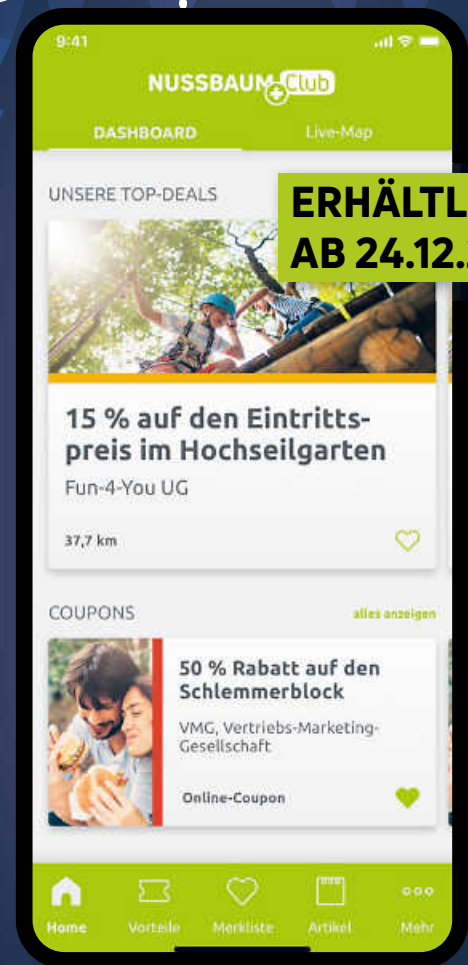 9:41
NUSSBAUM Club
DASHBOARD Live-Map
UNSERE TOP-DEALS
ERHÄLTL
AB 24.12.
15 % auf den Eintritts-
preis im Hochseilgarten
Fun-4-You UG
37,7 km
COUPONS alles anzeigen
50 % Rabatt auf den
Schlemmerblock
VMG, Vertriebs-Marketing-
Gesellschaft
Online-Coupon
Home Vorteile Merkliste Artikel Mehr